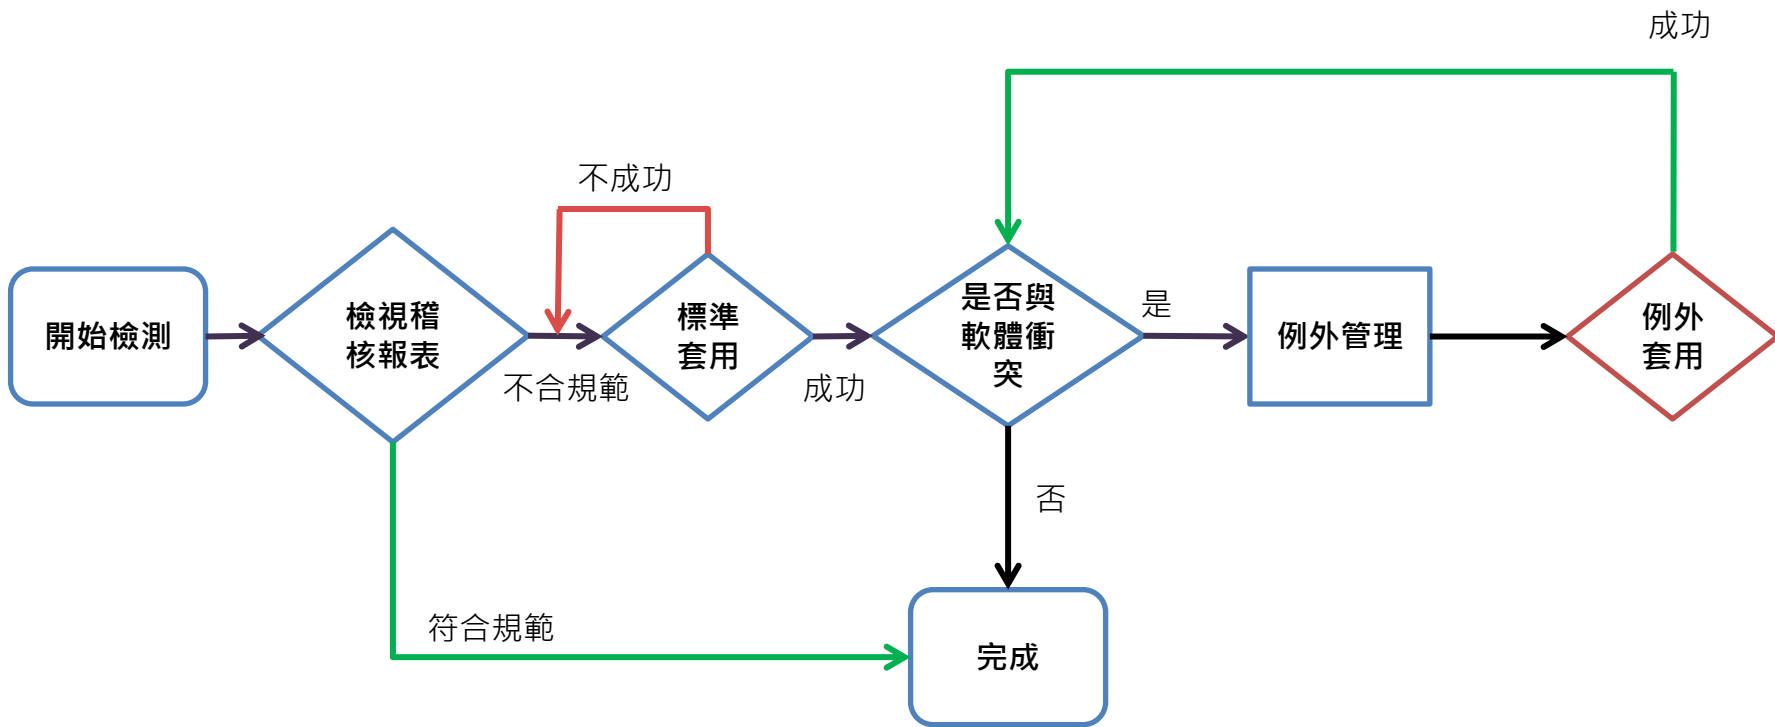 成功
不成功
開始檢測
檢視稽
核報表
不合規範
標準
套用
成功
是否與
軟體衝
突
是
例外管理
例外
套用
否
符合規範
完成